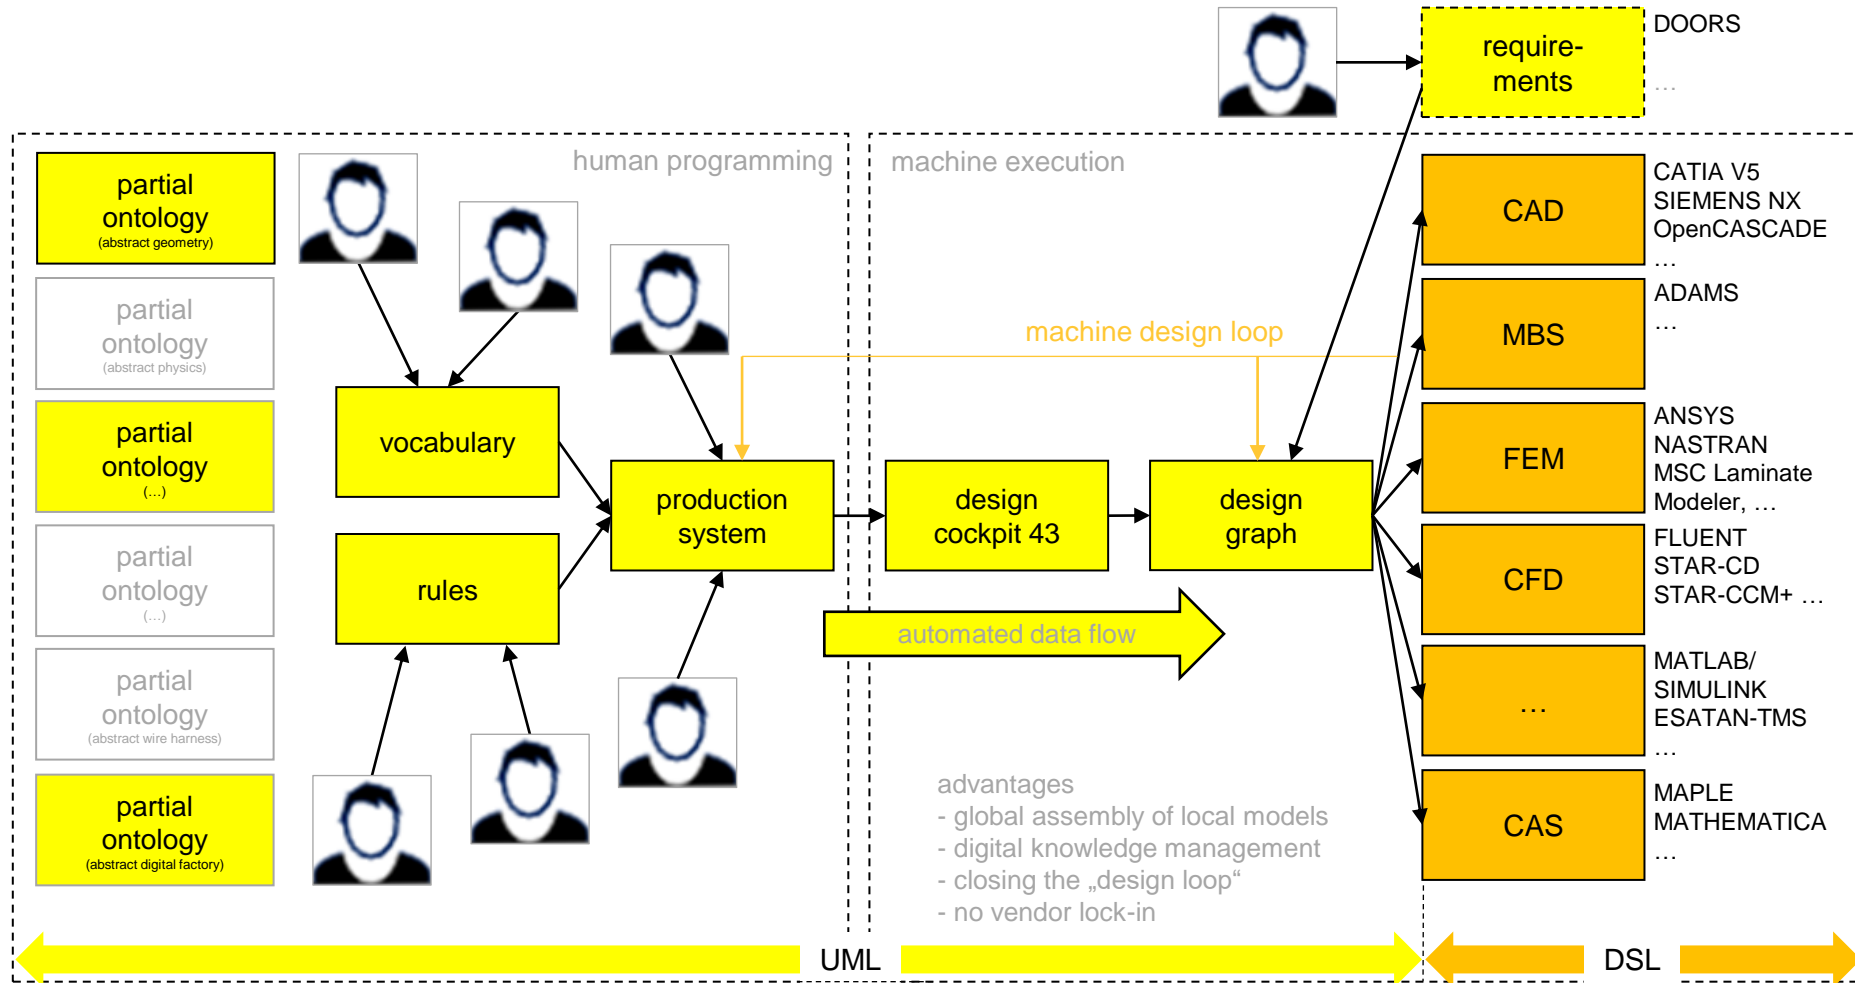 require-
ments
DOORS
...
human programming
machine execution
partial
ontology
(abstract geometry)
partial
ontology
(abstract physics)
partial
ontology
(...)
partial
ontology
(...)
partial
ontology
(abstract wire harness)
partial
ontology
(abstract digital factory)
vocabulary
rules
production
system
machine design loop
design
cockpit 43
design
graph
automated data flow
advantages
- global assembly of local models
- digital knowledge management
- closing the „design loop“
- no vendor lock-in
CAD
CATIA V5
SIEMENS NX
OpenCASCADE
...
MBS
ADAMS
...
FEM
ANSYS
NASTRAN
MSC Laminate
Modeler, ...
CFD
FLUENT
STAR-CD
STAR-CCM+ ...
...
MATLAB/
SIMULINK
ESATAN-TMS
...
CAS
MAPLE
MATHEMATICA
...
UML
DSL